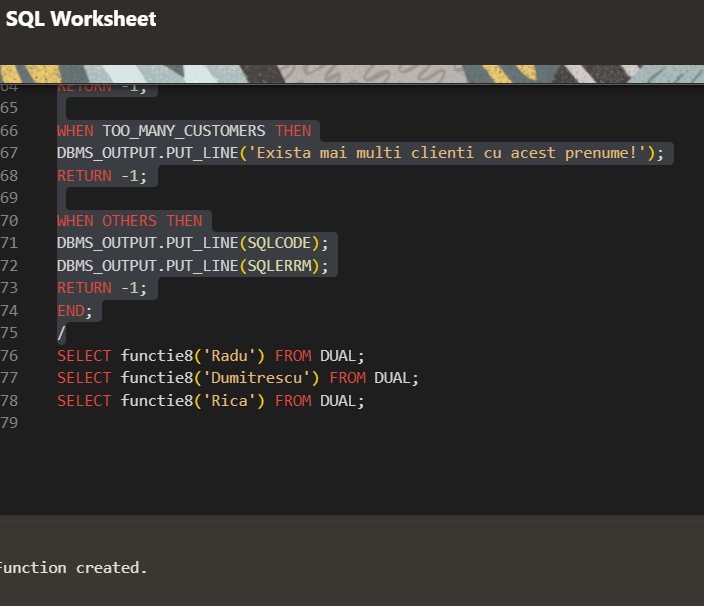 SQL Worksheet
64 RETURN -1;
65
66 WHEN TOO_MANY_CUSTOMERS THEN
67 DBMS_OUTPUT.PUT_LINE('Exista mai multi clienti cu acest prenume!');
68 RETURN -1;
69
70 WHEN OTHERS THEN
71 DBMS_OUTPUT.PUT_LINE(SQLCODE);
72 DBMS_OUTPUT.PUT_LINE(SQLERRM);
73 RETURN -1;
74 END;
75 /
76 SELECT functie8('Radu') FROM DUAL;
77 SELECT functie8('Dumitrescu') FROM DUAL;
78 SELECT functie8('Rica') FROM DUAL;
79
Function created.